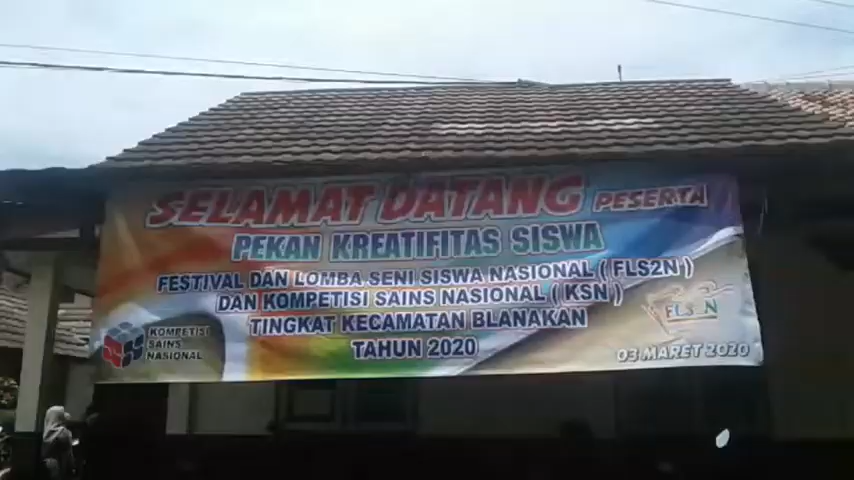 SELAMAT DATANG PESERTA
PEKAN KREATIFITAS SISWA
FESTIVAL DAN LOMBA SENI SISWA NASIONAL ( FLS2N )
DAN KOMPETISI SAINS NASIONAL ( KSN )
TINGKAT KECAMATAN BLANAKAN
TAHUN 2020
KOMPETISI
SAINS
NASIONAL
FLS N
03 MARET 2020